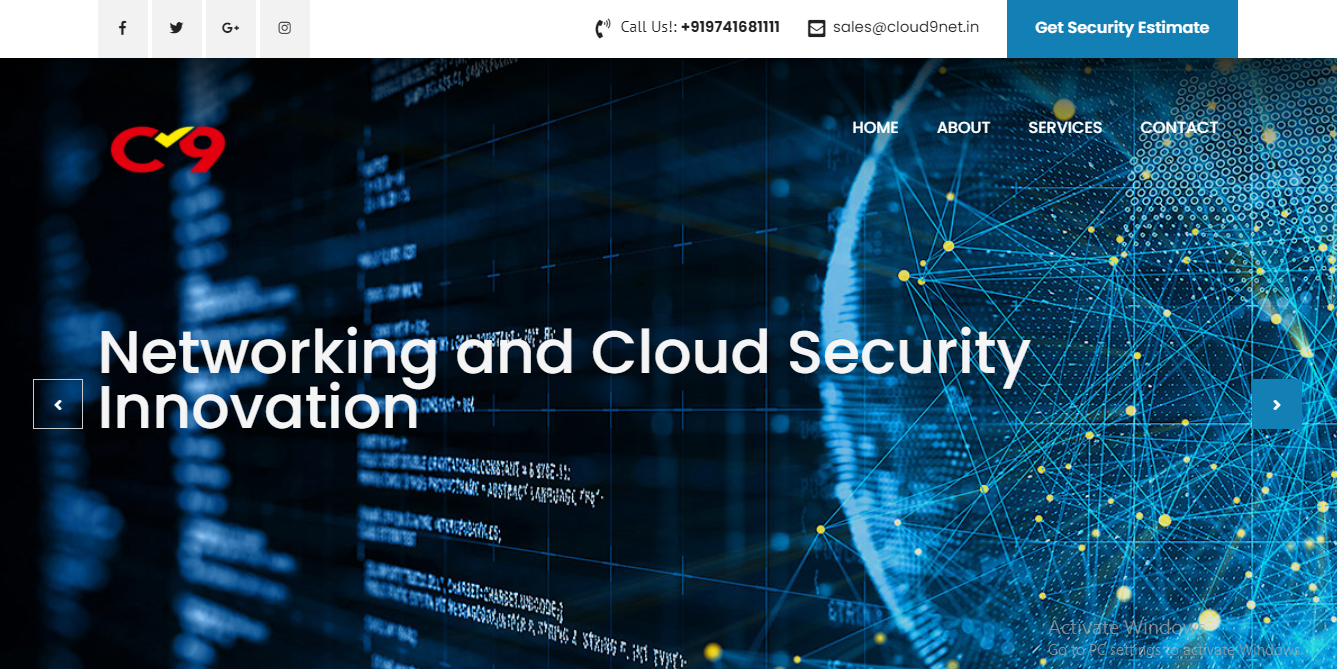 Call Us!: +919741681111
sales@cloud9net.in
Get Security Estimate
C9
HOME
ABOUT
SERVICES
CONTACT
Networking and Cloud Security
Innovation
Activate Windows
Go to PC settings to activate Windows.